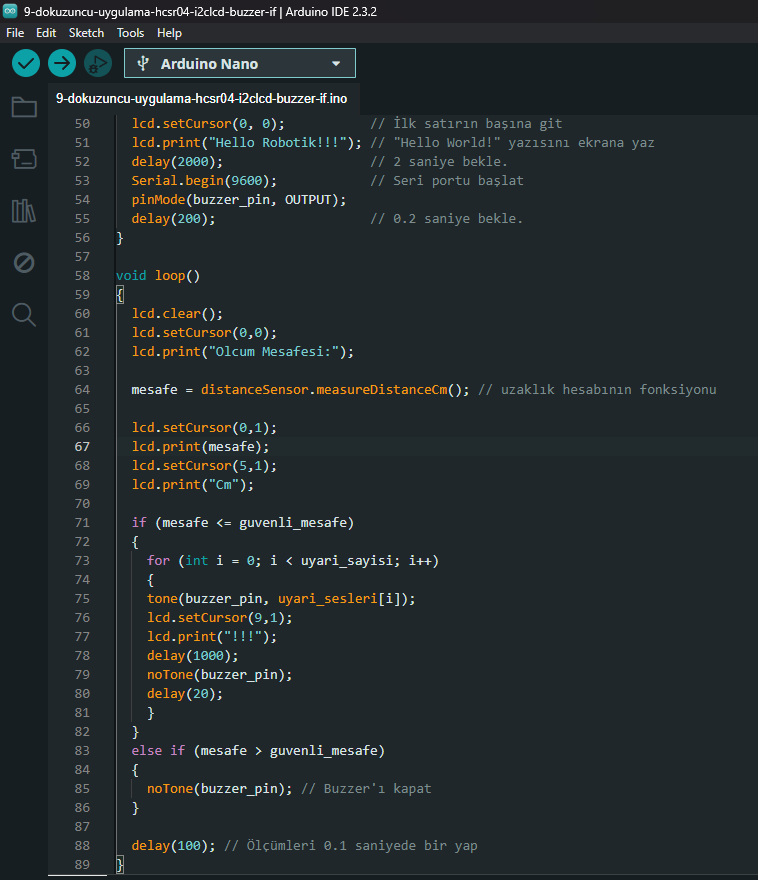 9-dokuzuncu-uygulama-hcsr04-i2clcd-buzzer-if | Arduino IDE 2.3.2
File Edit Sketch Tools Help
Arduino Nano
9-dokuzuncu-uygulama-hcsr04-i2clcd-buzzer-if.ino
50 lcd.setCursor(0, 0); // İlk satırın başına git
51 lcd.print("Hello Robotik!!!"); // "Hello World!" yazısını ekrana yaz
52 delay(2000); // 2 saniye bekle.
53 Serial.begin(9600); // Seri portu başlat
54 pinMode(buzzer_pin, OUTPUT);
55 delay(200); // 0.2 saniye bekle.
56 }
57
58 void loop()
59 {
60 lcd.clear();
61 lcd.setCursor(0,0);
62 lcd.print("Olcum Mesafesi:");
63
64 mesafe = distanceSensor.measureDistanceCm(); // uzaklık hesabının fonksiyonu
65
66 lcd.setCursor(0,1);
67 lcd.print(mesafe);
68 lcd.setCursor(5,1);
69 lcd.print("Cm");
70
71 if (mesafe <= guvenli_mesafe)
72 {
73 for (int i = 0; i < uyari_sayisi; i++)
74 {
75 tone(buzzer_pin, uyari_sesleri[i]);
76 lcd.setCursor(9,1);
77 lcd.print("!!!");
78 delay(1000);
79 noTone(buzzer_pin);
80 delay(20);
81 }
82 }
83 else if (mesafe > guvenli_mesafe)
84 {
85 noTone(buzzer_pin); // Buzzer'ı kapat
86 }
87
88 delay(100); // Ölçümleri 0.1 saniyede bir yap
89 }